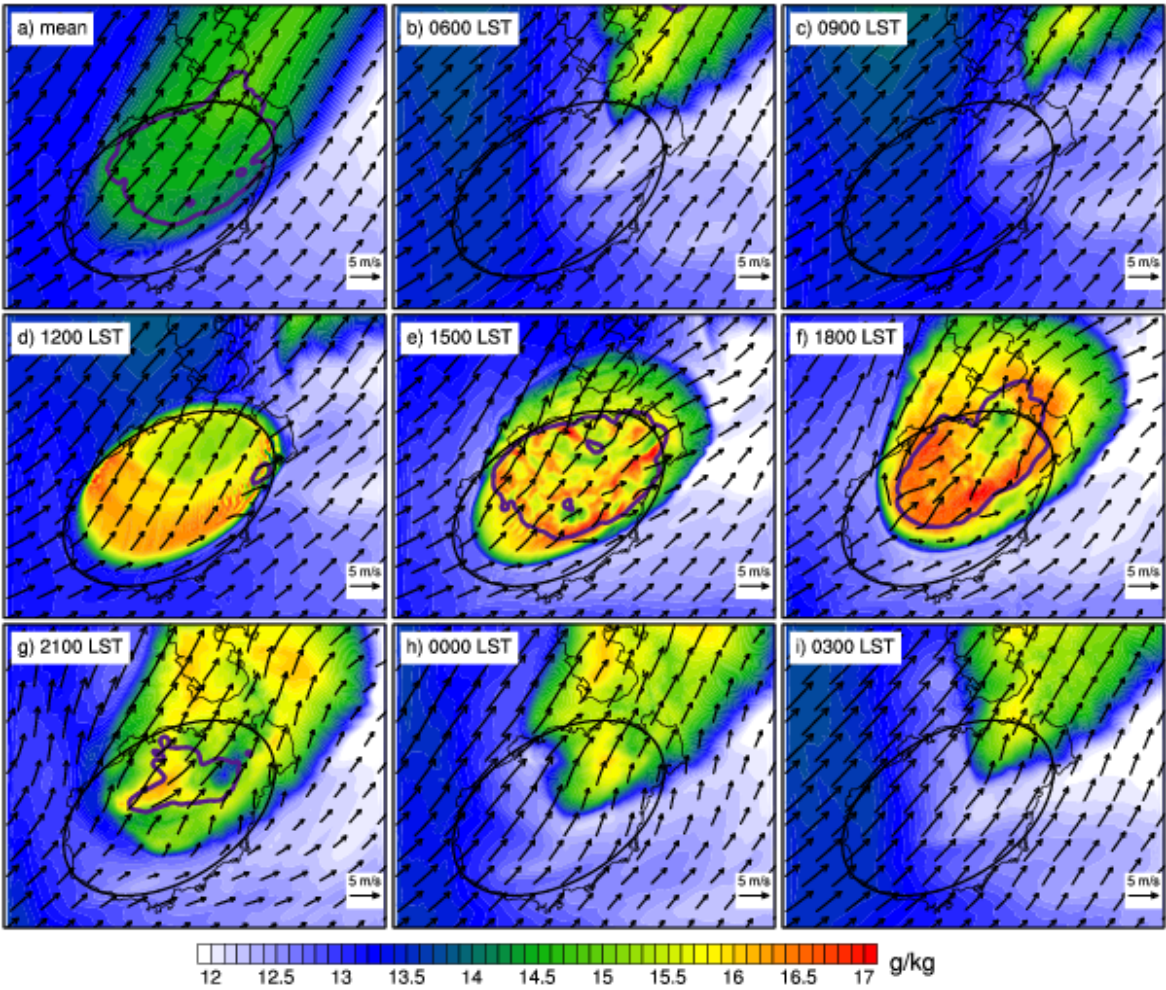 a) mean
b) 0600 LST
c) 0900 LST
5 m/s
5 m/s
5 m/s
d) 1200 LST
e) 1500 LST
f) 1800 LST
5 m/s
5 m/s
5 m/s
g) 2100 LST
h) 0000 LST
i) 0300 LST
5 m/s
5 m/s
5 m/s
12 12.5 13 13.5 14 14.5 15 15.5 16 16.5 17 g/kg